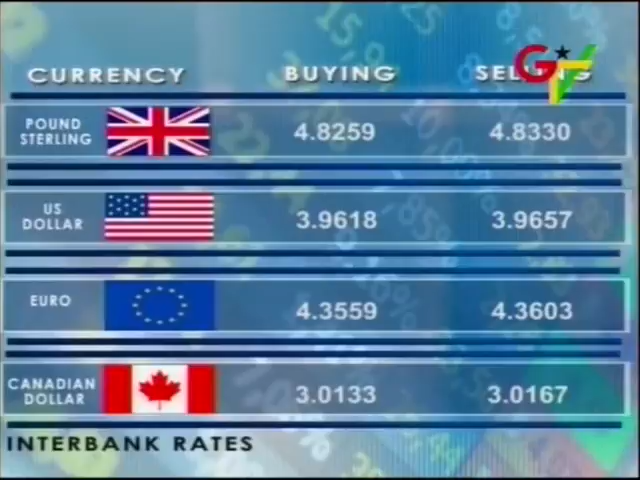 CURRENCY BUYING SELLING
GTV
POUND STERLING 4.8259 4.8330
US DOLLAR 3.9618 3.9657
EURO 4.3559 4.3603
CANADIAN DOLLAR 3.0133 3.0167
INTERBANK RATES